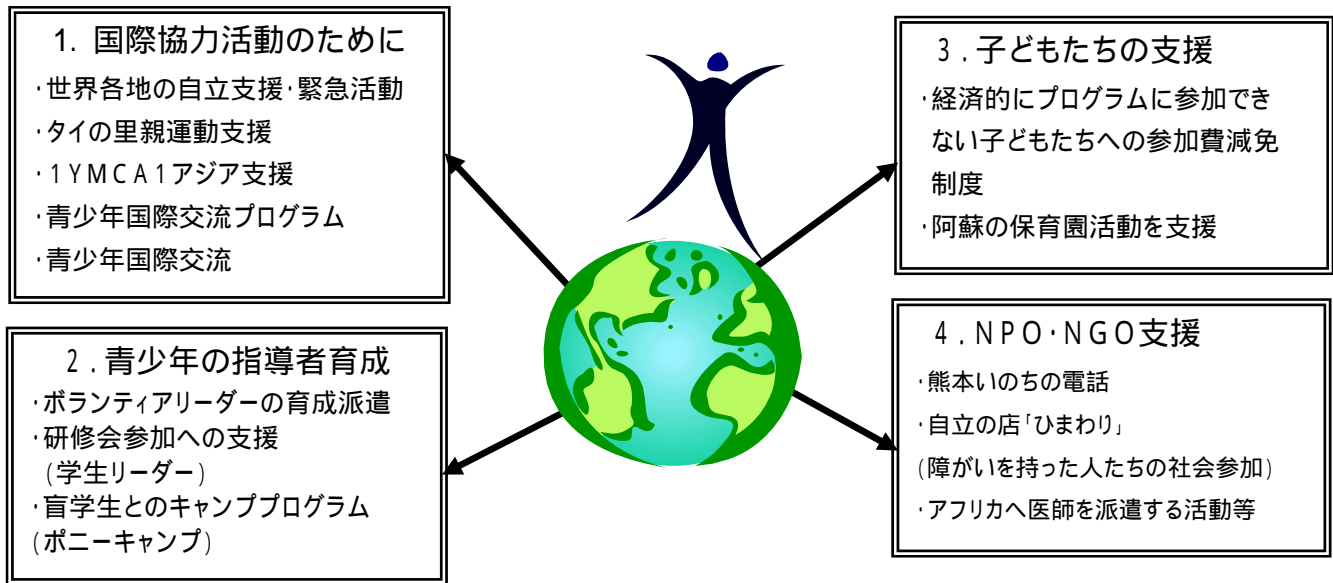 1. 国際協力活動のために
・世界各地の自立支援・緊急活動
・タイの里親運動支援
・1YMCA1アジア支援
・青少年国際交流プログラム
・青少年国際交流
2．青少年の指導者育成
・ボランティアリーダーの育成派遣
・研修会参加への支援
(学生リーダー)
・盲学生とのキャンププログラム
(ポニーキャンプ)
3．子どもたちの支援
・経済的にプログラムに参加でき
ない子どもたちへの参加費減免
制度
・阿蘇の保育園活動を支援
4．NPO・NGO支援
・熊本いのちの電話
・自立の店「ひまわり」
(障がいを持った人たちの社会参加)
・アフリカへ医師を派遣する活動等